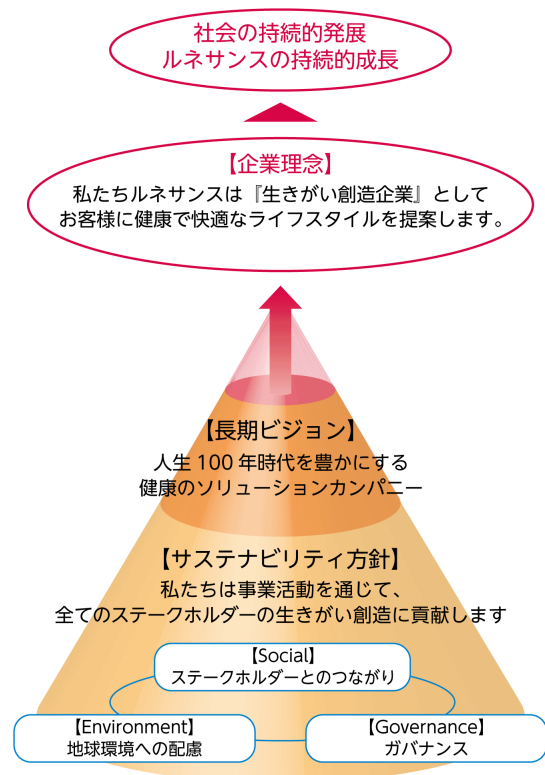 社会の持続的発展
ルネサンスの持続的成長
【企業理念】
私たちルネサンスは『生きがい創造企業』として
お客様に健康で快適なライフスタイルを提案します。
【長期ビジョン】
人生100年時代を豊かにする
健康のソリューションカンパニー
【サステナビリティ方針】
私たちは事業活動を通じて、
全てのステークホルダーの生きがい創造に貢献します
【Social】
ステークホルダーとのつながり
【Environment】
地球環境への配慮
【Governance】
ガバナンス